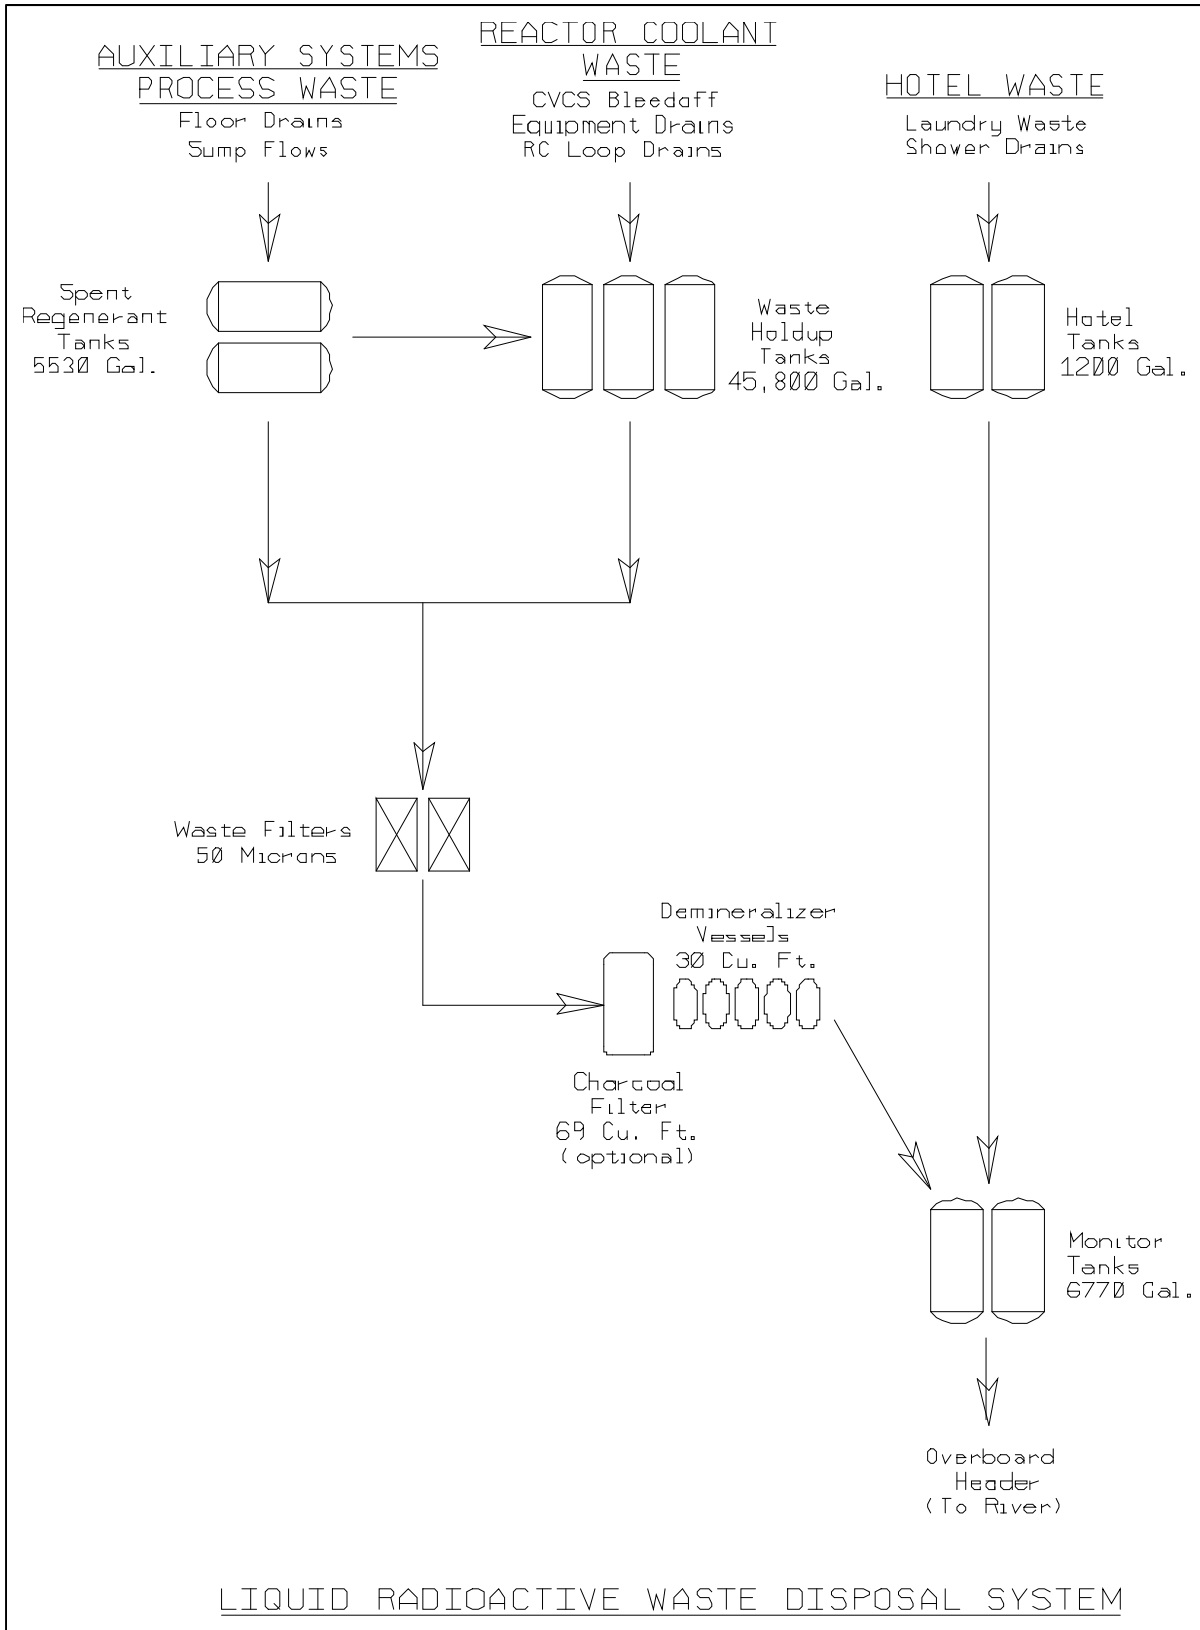 AUXILIARY SYSTEMS
PROCESS WASTE
Floor Drains
Sump Flows
REACTOR COOLANT
WASTE
CVCS Bleedoff
Equipment Drains
RC Loop Drains
HOTEL WASTE
Laundry Waste
Shower Drains
Spent
Regenerant
Tanks
5530 Gal.
Waste
Holdup
Tanks
45,800 Gal.
Hotel
Tanks
1200 Gal.
Waste Filters
50 Microns
Demineralizer
Vessels
30 Cu. Ft.
Charcoal
Filter
69 Cu. Ft.
(optional)
Monitor
Tanks
6770 Gal.
Overboard
Header
(To River)
LIQUID RADIOACTIVE WASTE DISPOSAL SYSTEM